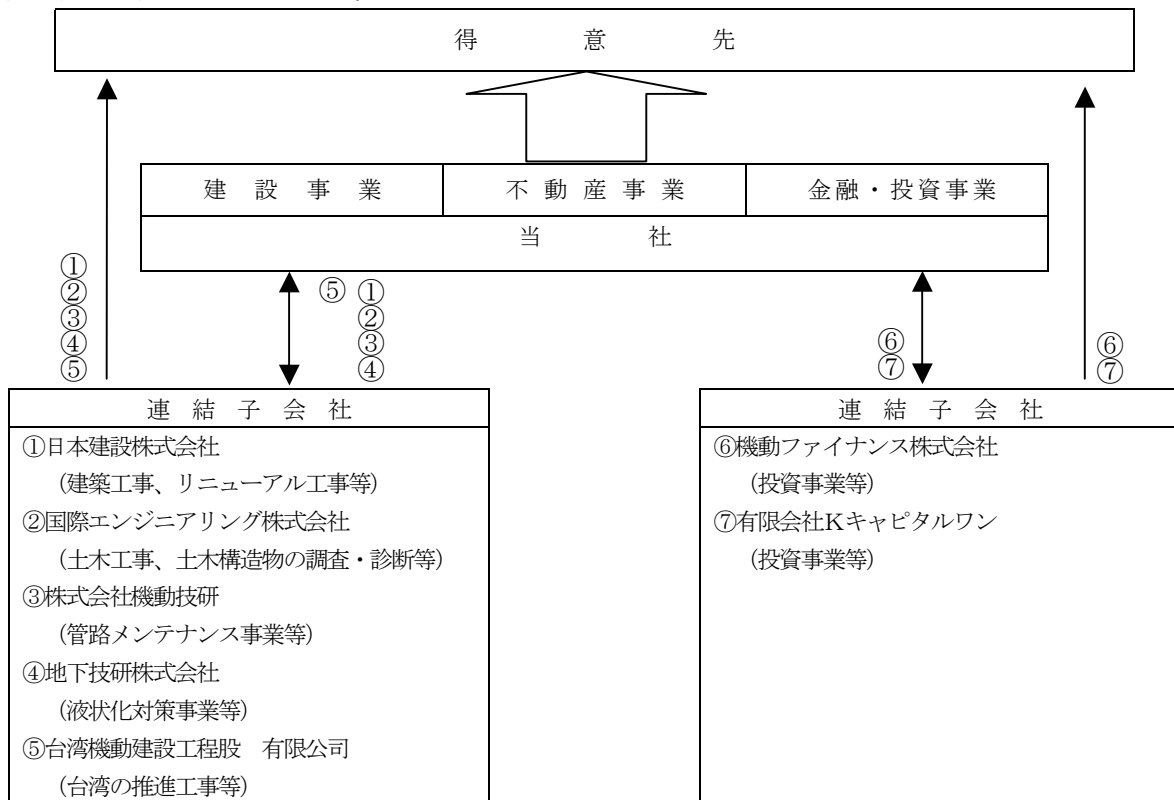 得意先
建設事業
不動産事業
金融・投資事業
当社
①
②
③
④
⑤
⑤ ①
②
③
④
⑥
⑦
⑥
⑦
連結子会社
①日本建設株式会社
(建築工事、リニューアル工事等)
②国際エンジニアリング株式会社
(土木工事、土木構造物の調査・診断等)
③株式会社機動技研
(管路メンテナンス事業等)
④地下技研株式会社
(液状化対策事業等)
⑤台湾機動建設工程股 有限公司
(台湾の推進工事等)
連結子会社
⑥機動ファイナンス株式会社
(投資事業等)
⑦有限会社Kキャピタルワン
(投資事業等)